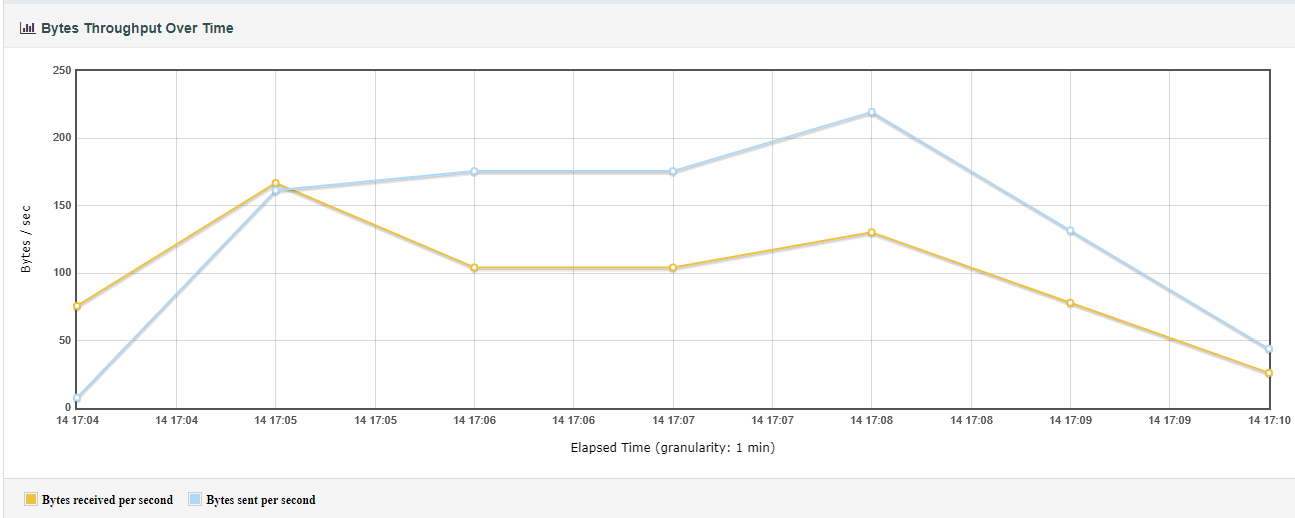 Bytes Throughput Over Time
250
200
150
100
50
0
Bytes / sec
14 17:04 14 17:04 14 17:05 14 17:05 14 17:06 14 17:06 14 17:07 14 17:07 14 17:08 14 17:08 14 17:09 14 17:09 14 17:10
Elapsed Time (granularity: 1 min)
Bytes received per second Bytes sent per second